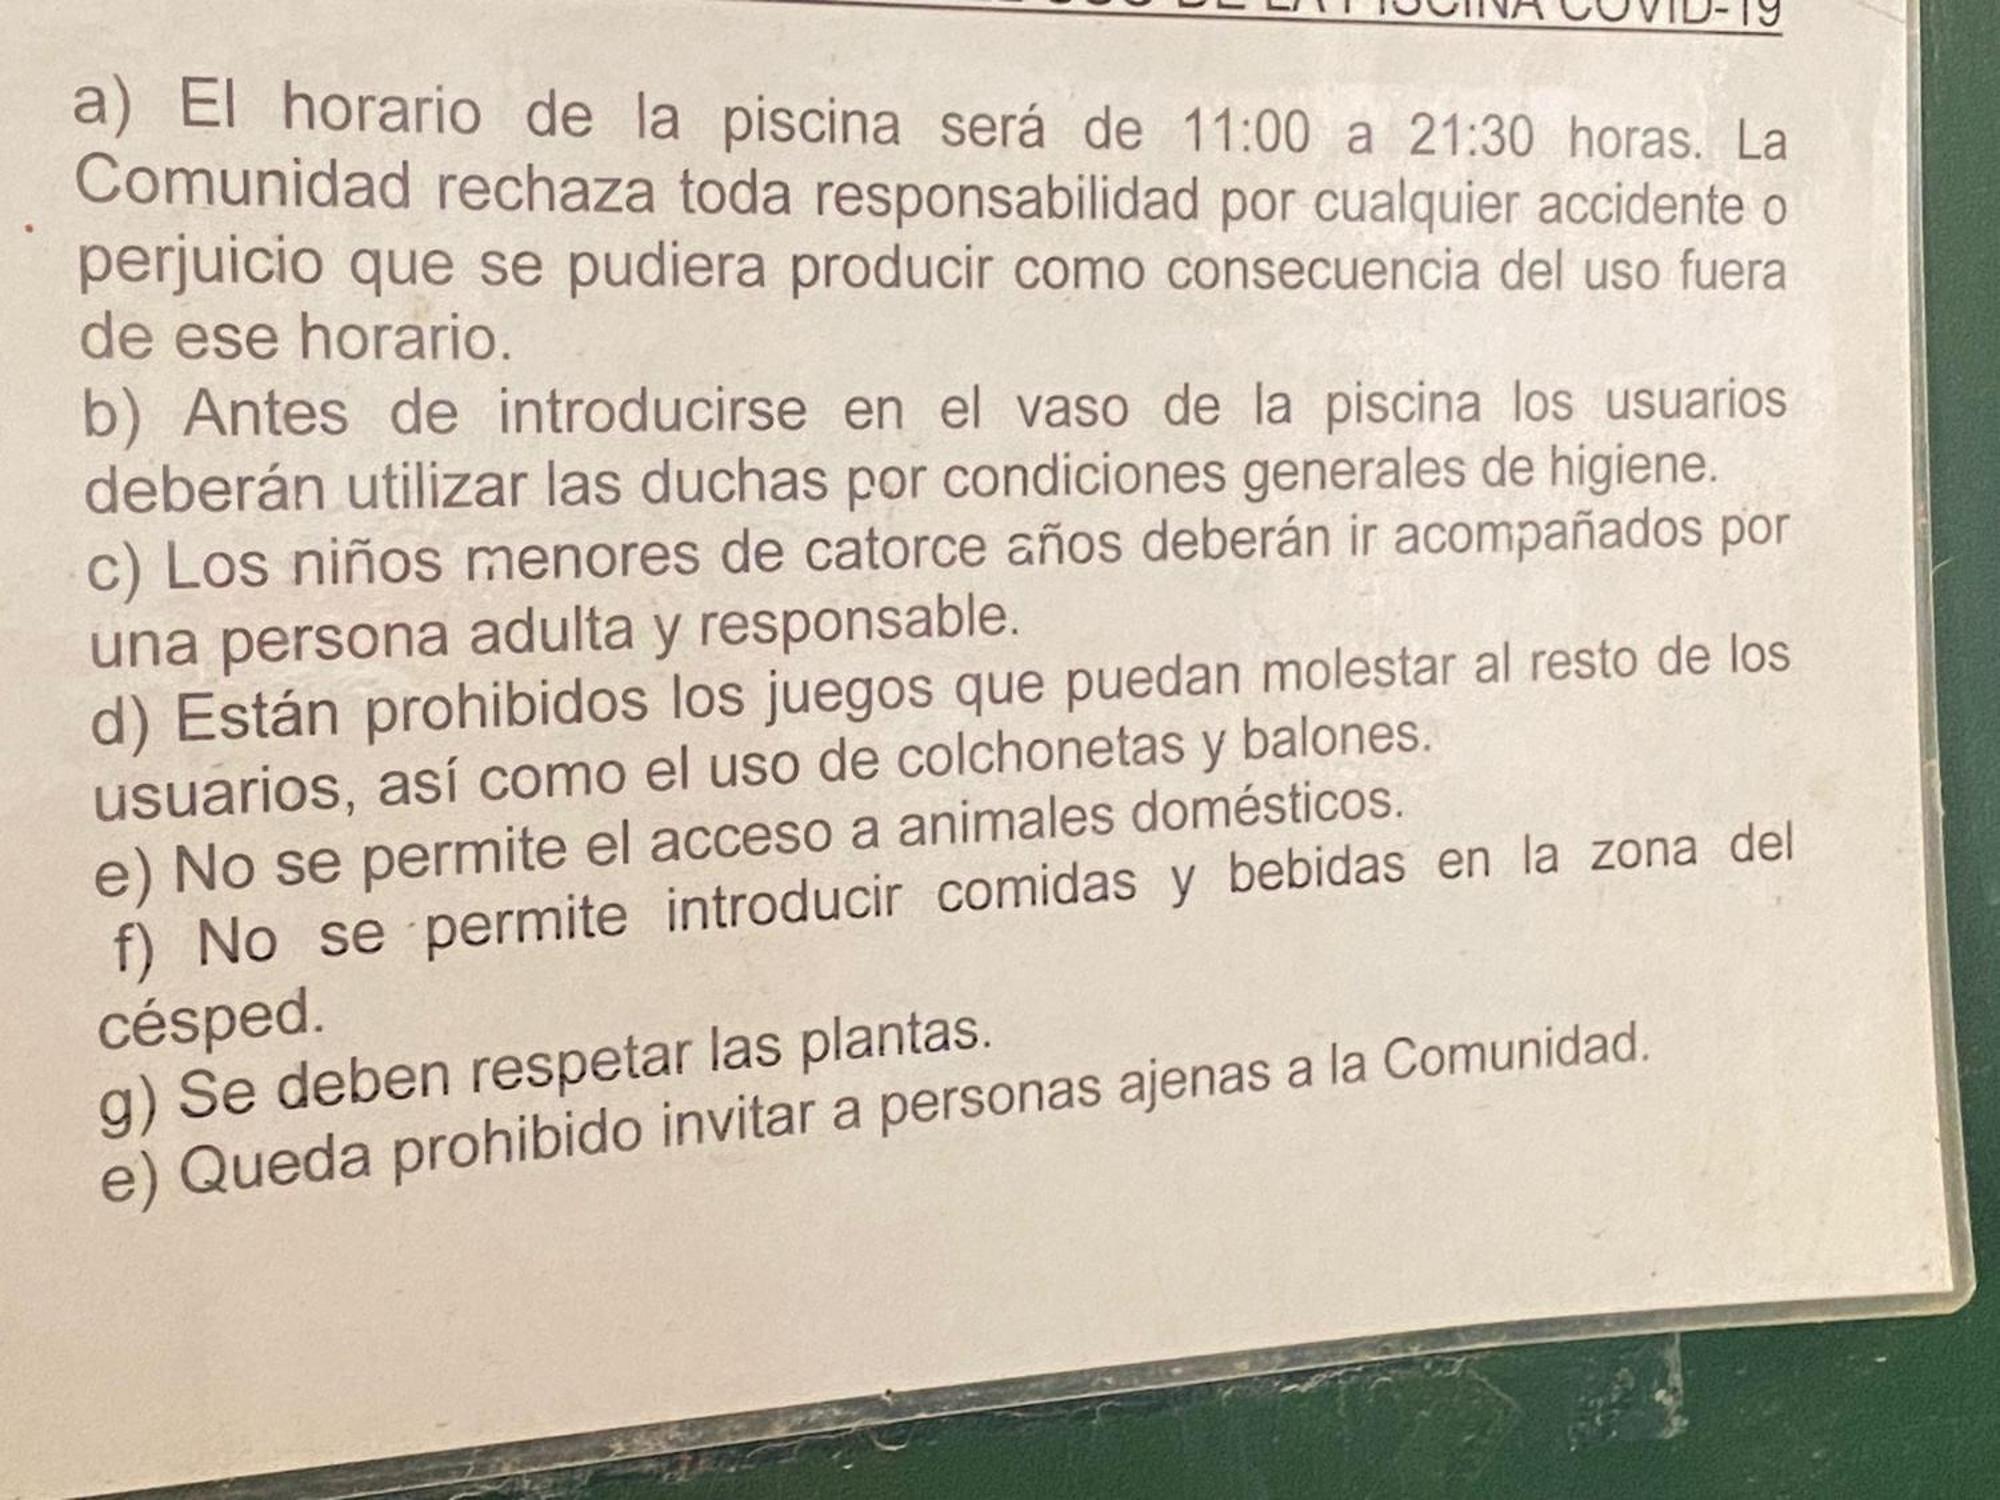 DE LA PISCINA COVID-19
a) El horario de la piscina será de 11:00 a 21:30 horas. La
Comunidad rechaza toda responsabilidad por cualquier accidente o
perjuicio que se pudiera producir como consecuencia del uso fuera
de ese horario.
b) Antes de introducirse en el vaso de la piscina los usuarios
deberán utilizar las duchas por condiciones generales de higiene.
c) Los niños menores de catorce años deberán ir acompañados por
una persona adulta y responsable.
d) Están prohibidos los juegos que puedan molestar al resto de los
usuarios, así como el uso de colchonetas y balones.
e) No se permite el acceso a animales domésticos.
f) No se permite introducir comidas y bebidas en la zona del
césped.
g) Se deben respetar las plantas.
e) Queda prohibido invitar a personas ajenas a la Comunidad.